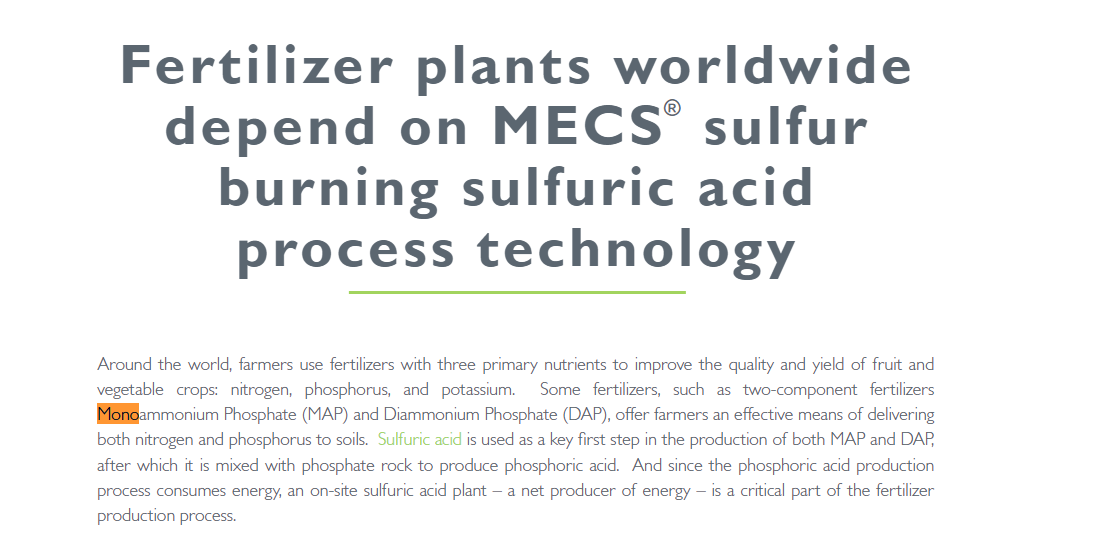 Fertilizer plants worldwide
depend on MECS® sulfur
burning sulfuric acid
process technology
Around the world, farmers use fertilizers with three primary nutrients to improve the quality and yield of fruit and
vegetable crops: nitrogen, phosphorus, and potassium. Some fertilizers, such as two-component fertilizers
Monoammonium Phosphate (MAP) and Diammonium Phosphate (DAP), offer farmers an effective means of delivering
both nitrogen and phosphorus to soils. Sulfuric acid is used as a key first step in the production of both MAP and DAP,
after which it is mixed with phosphate rock to produce phosphoric acid. And since the phosphoric acid production
process consumes energy, an on-site sulfuric acid plant – a net producer of energy – is a critical part of the fertilizer
production process.